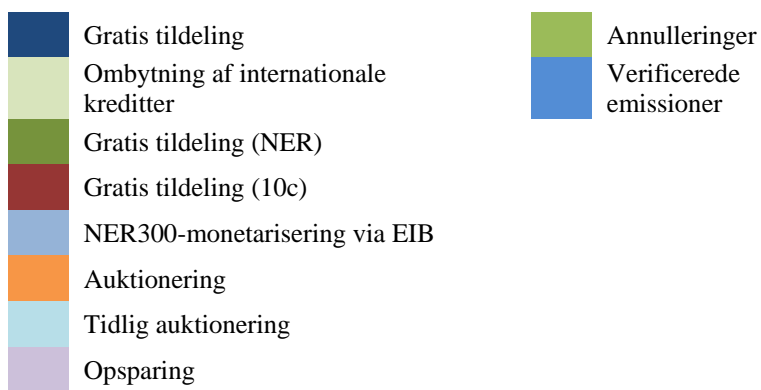 Gratis tildeling
Ombytning af internationale
kreditter
Gratis tildeling (NER)
Gratis tildeling (10c)
NER300-monetarisering via EIB
Auktionering
Tidlig auktionering
Opsparing
Annulleringer
Verificerede
emissioner